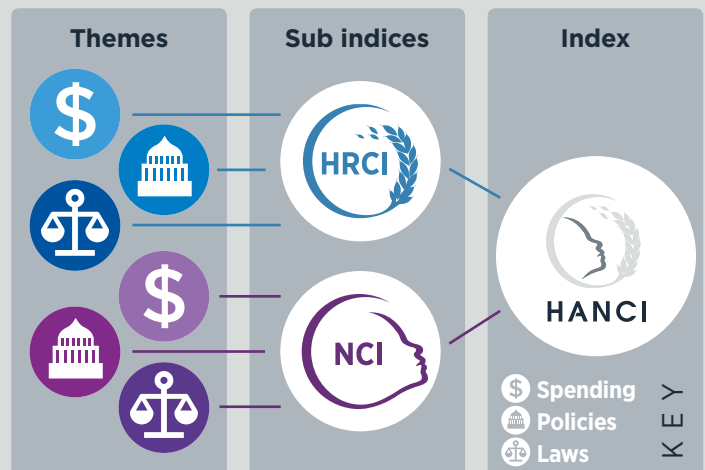 Themes
Sub indices
Index
$
HRCI
$
NCI
HANCI
$ Spending
Policies
Laws
KEY